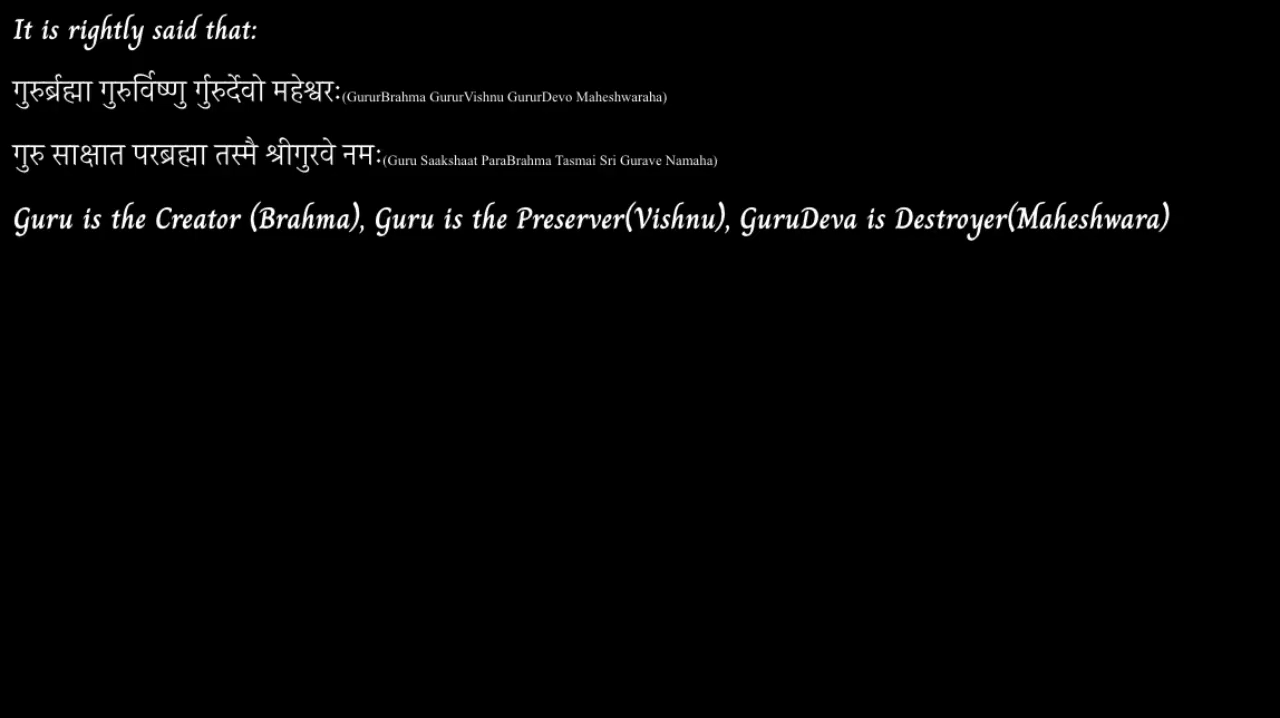 It is rightly said that:
गुरुर्ब्रह्मा गुरुर्विष्णु र्गुरुर्देवो महेश्वर:(GururBrahma GururVishnu GururDevo Maheshwaraha)
गुरु साक्षात परब्रह्मा तस्मै श्रीगुरवे नम:(Guru Saakshaat ParaBrahma Tasmai Sri Gurave Namaha)
Guru is the Creator (Brahma), Guru is the Preserver(Vishnu), GuruDeva is Destroyer(Maheshwara)